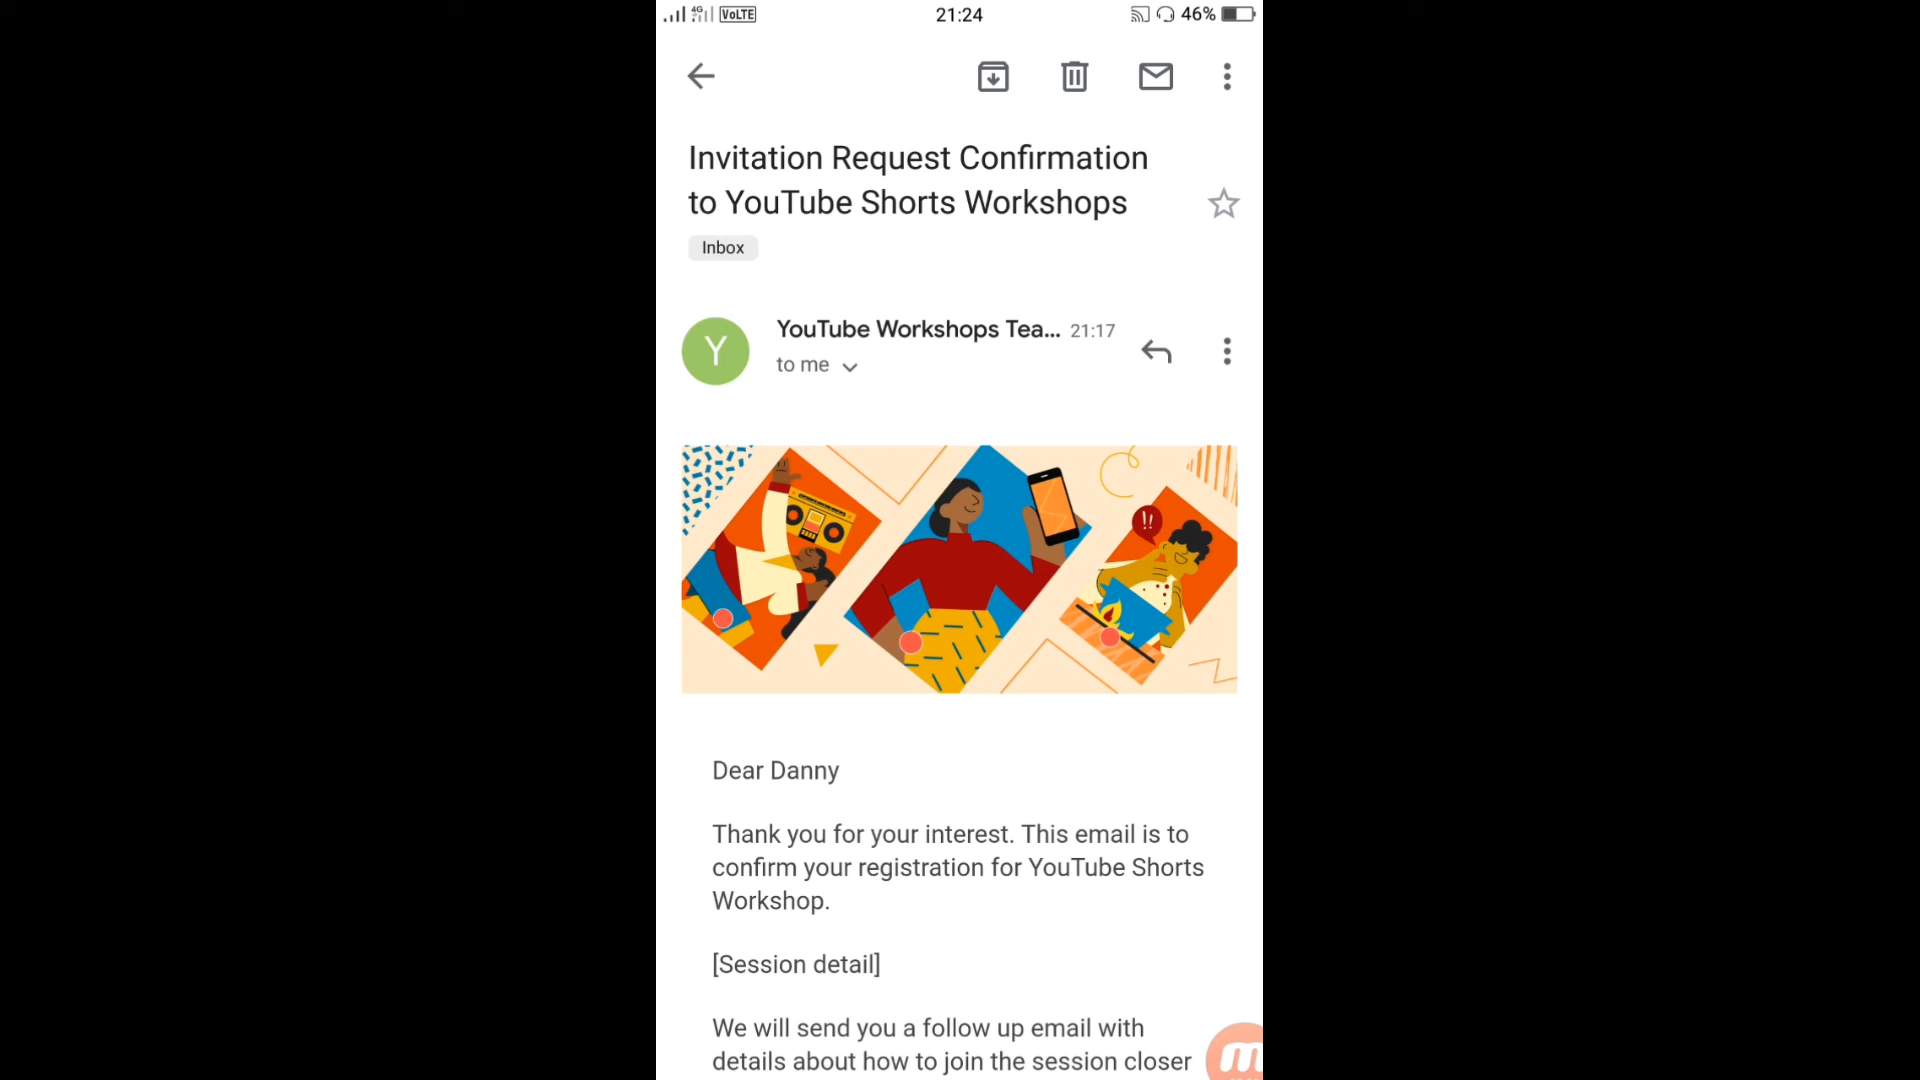 4G VoLTE 21:24 46%
Invitation Request Confirmation
to YouTube Shorts Workshops
Inbox
Y
YouTube Workshops Tea... 21:17
to me
!!
Dear Danny
Thank you for your interest. This email is to
confirm your registration for YouTube Shorts
Workshop.
[Session detail]
We will send you a follow up email with
details about how to join the session closer